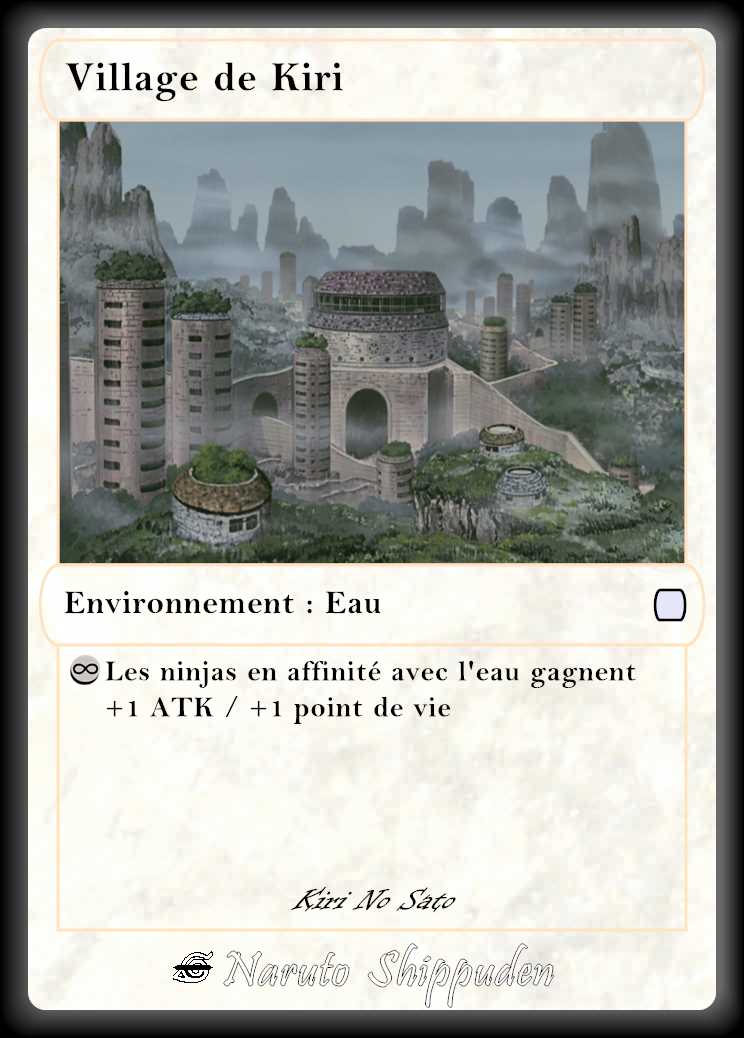 Village de Kiri
Environnement : Eau
∞ Les ninjas en affinité avec l'eau gagnent
+1 ATK / +1 point de vie
Kiri No Sato
Naruto Shippuden